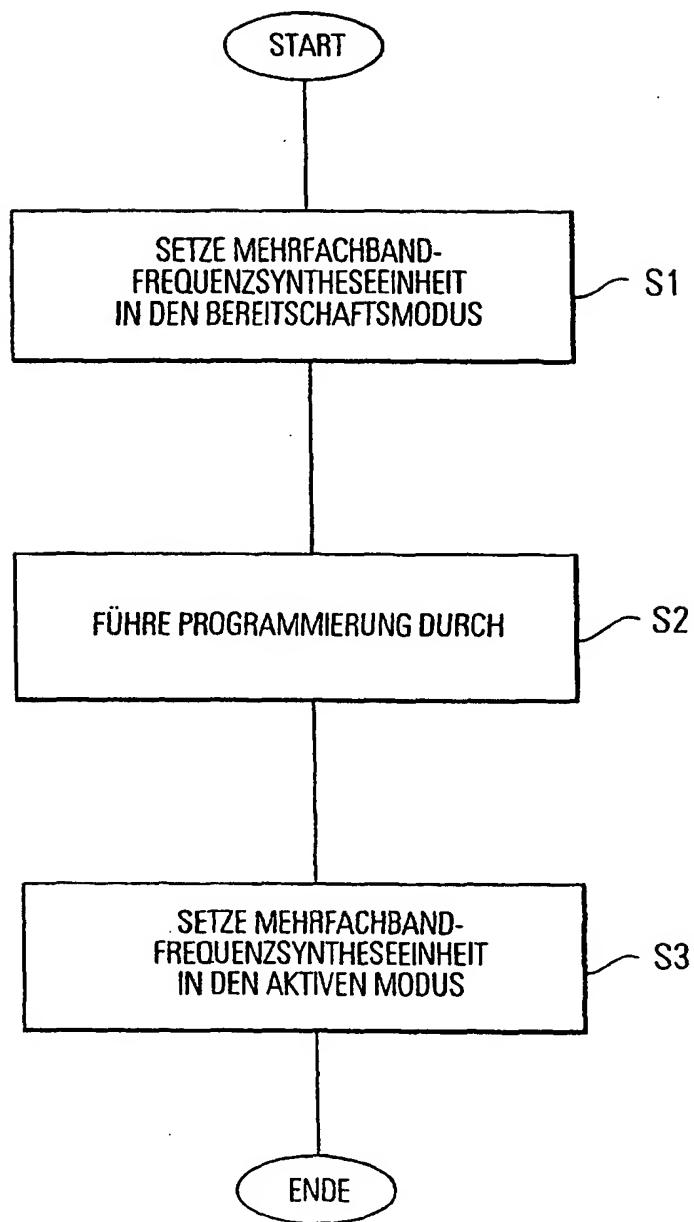 START
SETZE MEHRFACHBAND-
FREQUENZSYNTHESEEINHEIT
IN DEN BEREITSCHAFTSMODUS
S1
FÜHRE PROGRAMMIERUNG DURCH
S2
SETZE MEHRFACHBAND-
FREQUENZSYNTHESEEINHEIT
IN DEN AKTIVEN MODUS
S3
ENDE